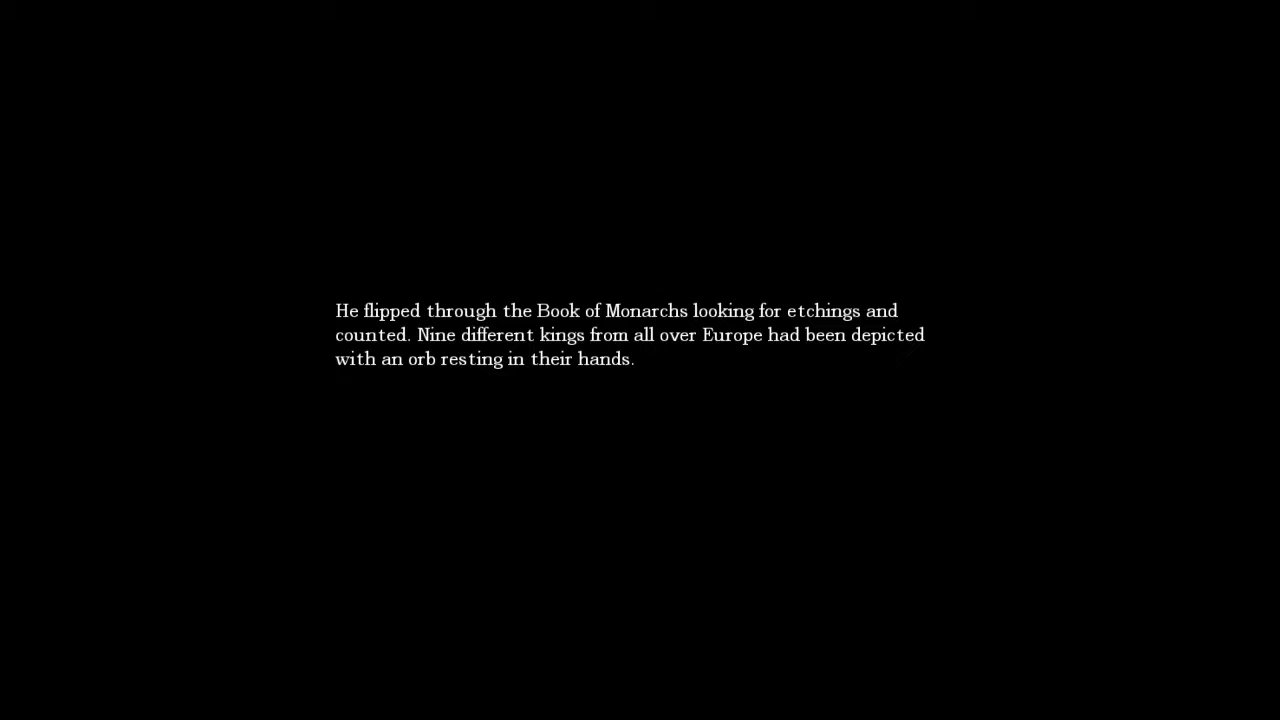 He flipped through the Book of Monarchs looking for etchings and
counted. Nine different kings from all over Europe had been depicted
with an orb resting in their hands.